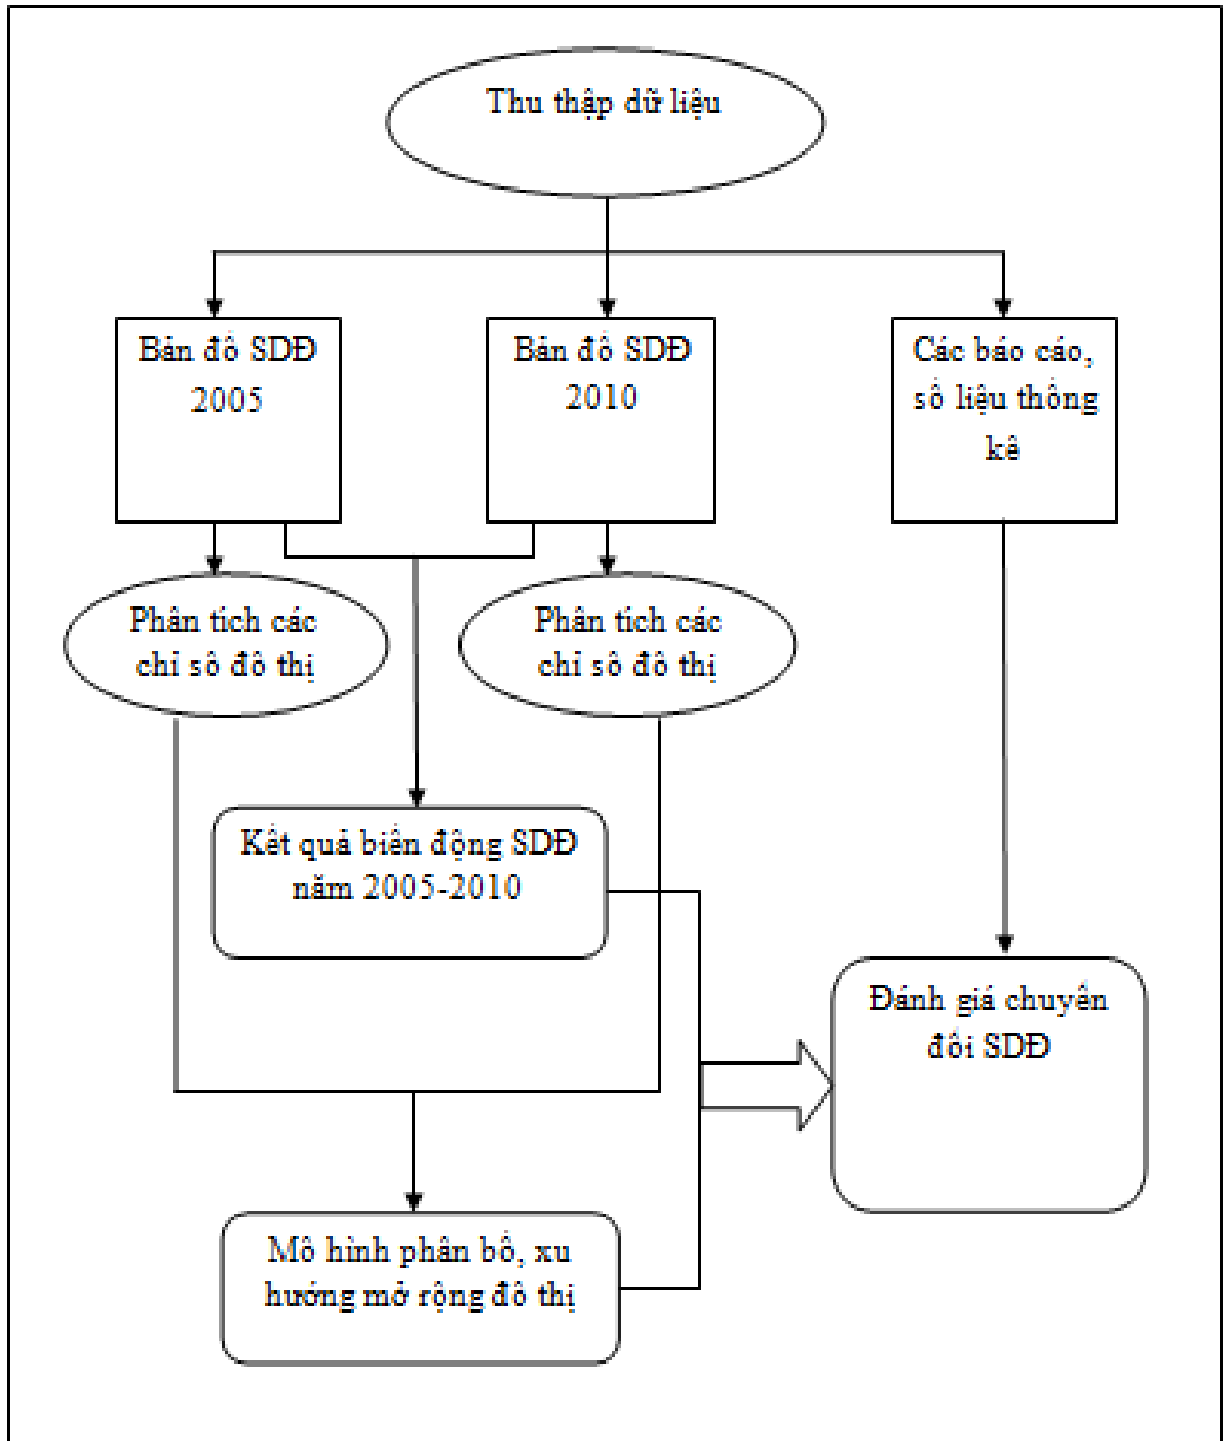 Thu thập dữ liệu
Bản đồ SDĐ
2005
Bản đồ SDĐ
2010
Các báo cáo,
số liệu thống
kê
Phân tích các
chỉ số đô thị
Phân tích các
chỉ số đô thị
Kết quả biến động SDĐ
năm 2005-2010
Đánh giá chuyển
đổi SDĐ
Mô hình phân bố, xu
hướng mở rộng đô thị